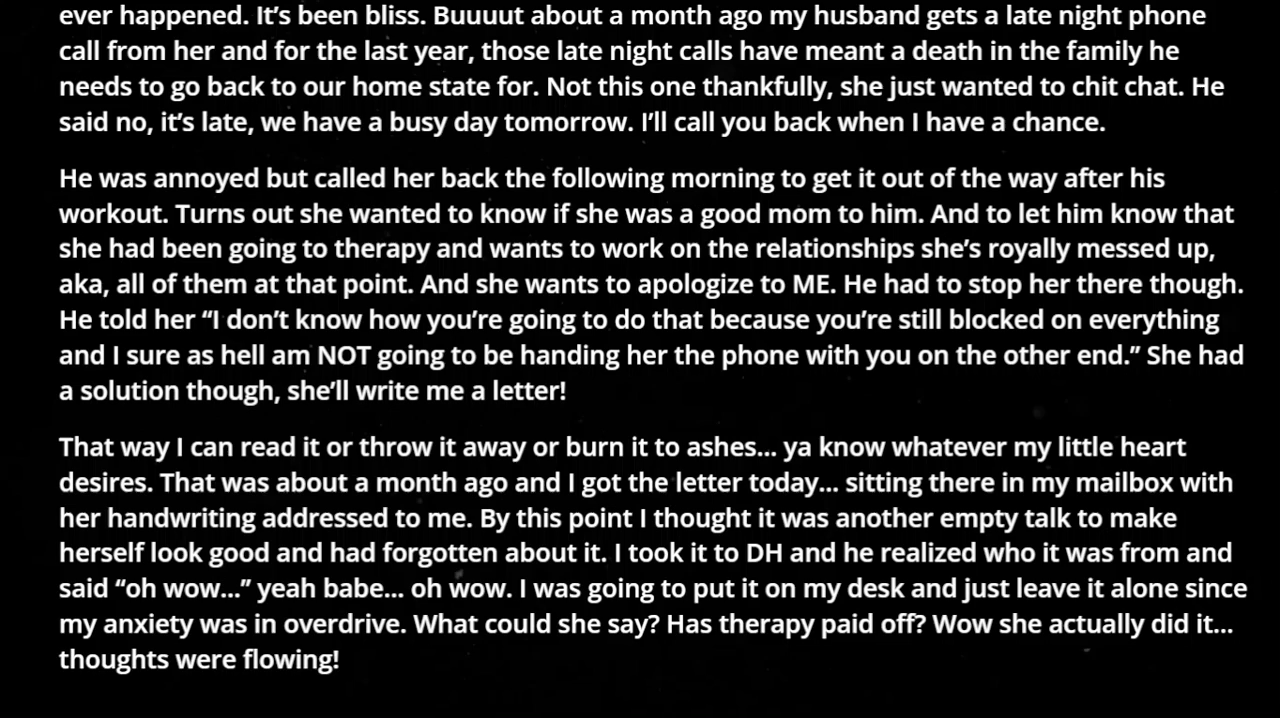 ever happened. It’s been bliss. Buuuut about a month ago my husband gets a late night phone
call from her and for the last year, those late night calls have meant a death in the family he
needs to go back to our home state for. Not this one thankfully, she just wanted to chit chat. He
said no, it’s late, we have a busy day tomorrow. I’ll call you back when I have a chance.
He was annoyed but called her back the following morning to get it out of the way after his
workout. Turns out she wanted to know if she was a good mom to him. And to let him know that
she had been going to therapy and wants to work on the relationships she’s royally messed up,
aka, all of them at that point. And she wants to apologize to ME. He had to stop her there though.
He told her “I don’t know how you’re going to do that because you’re still blocked on everything
and I sure as hell am NOT going to be handing her the phone with you on the other end.” She had
a solution though, she’ll write me a letter!
That way I can read it or throw it away or burn it to ashes... ya know whatever my little heart
desires. That was about a month ago and I got the letter today... sitting there in my mailbox with
her handwriting addressed to me. By this point I thought it was another empty talk to make
herself look good and had forgotten about it. I took it to DH and he realized who it was from and
said “oh wow...” yeah babe... oh wow. I was going to put it on my desk and just leave it alone since
my anxiety was in overdrive. What could she say? Has therapy paid off? Wow she actually did it...
thoughts were flowing!